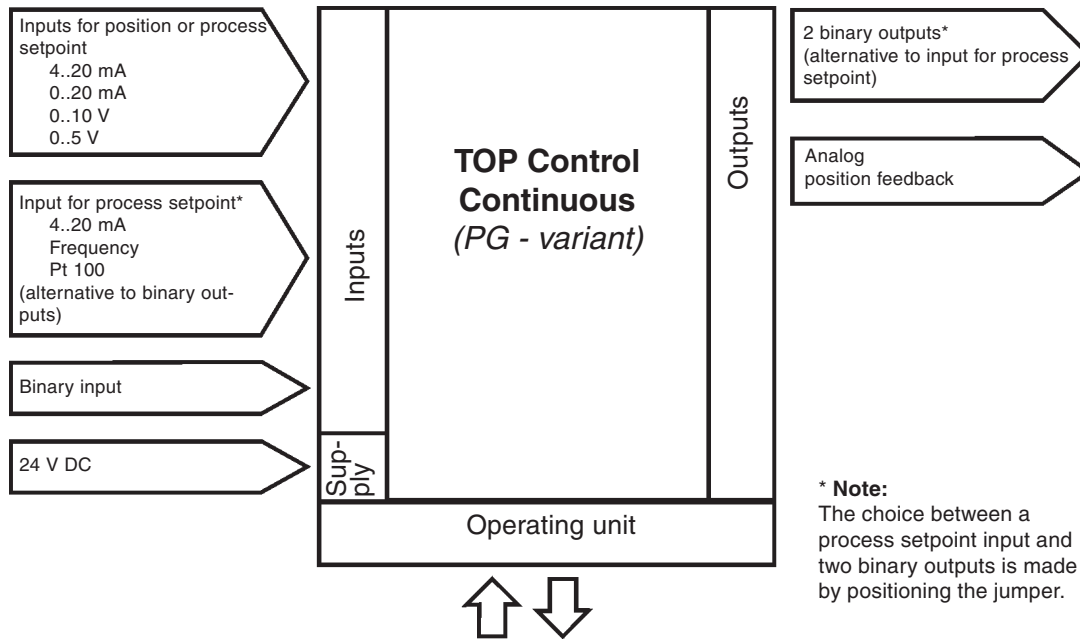 Inputs for position or process
setpoint
4..20 mA
0..20 mA
0..10 V
0..5 V
Input for process setpoint*
4..20 mA
Frequency
Pt 100
(alternative to binary out-
puts)
Binary input
24 V DC
Inputs
Sup-
ply
TOP Control
Continuous
(PG - variant)
Operating unit
Outputs
2 binary outputs*
(alternative to input for process
setpoint)
Analog
position feedback
* Note:
The choice between a
process setpoint input and
two binary outputs is made
by positioning the jumper.